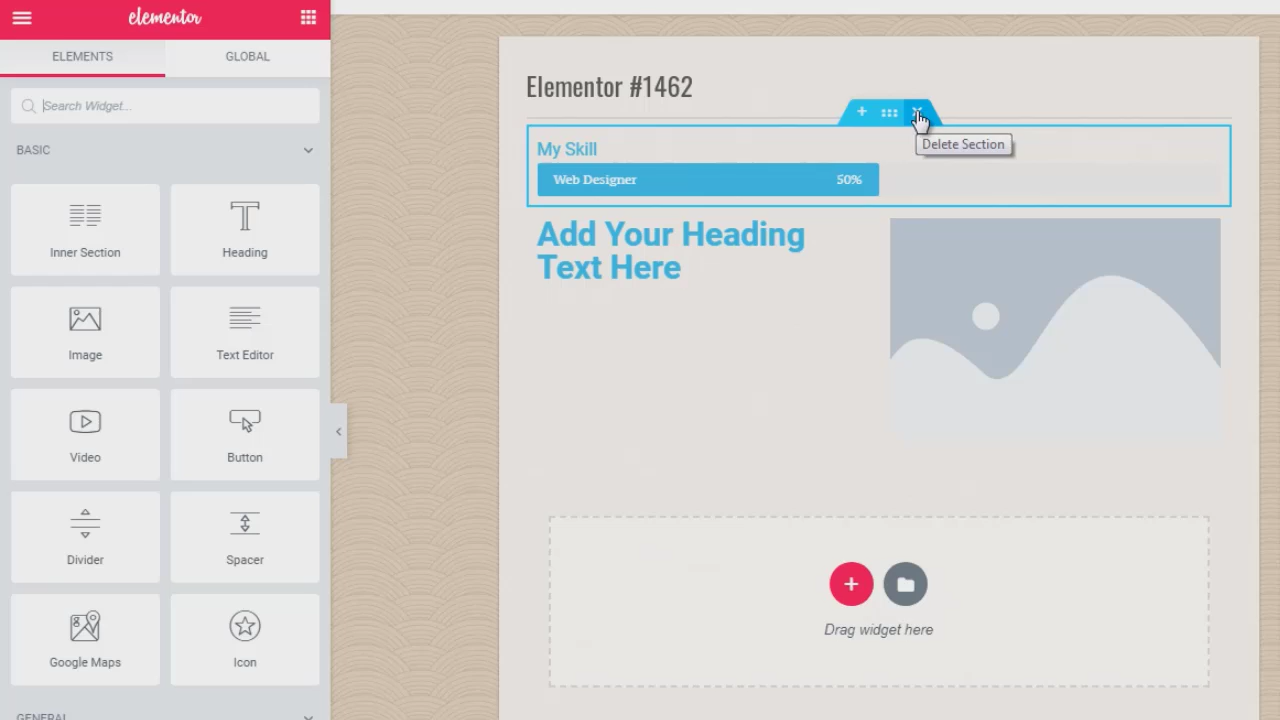 elementor
ELEMENTS
GLOBAL
Search Widget...
BASIC
Inner Section
Heading
Image
Text Editor
Video
Button
Divider
Spacer
Google Maps
Icon
GENERAL
Elementor #1462
Delete Section
My Skill
Web Designer 50%
Add Your Heading
Text Here
Drag widget here